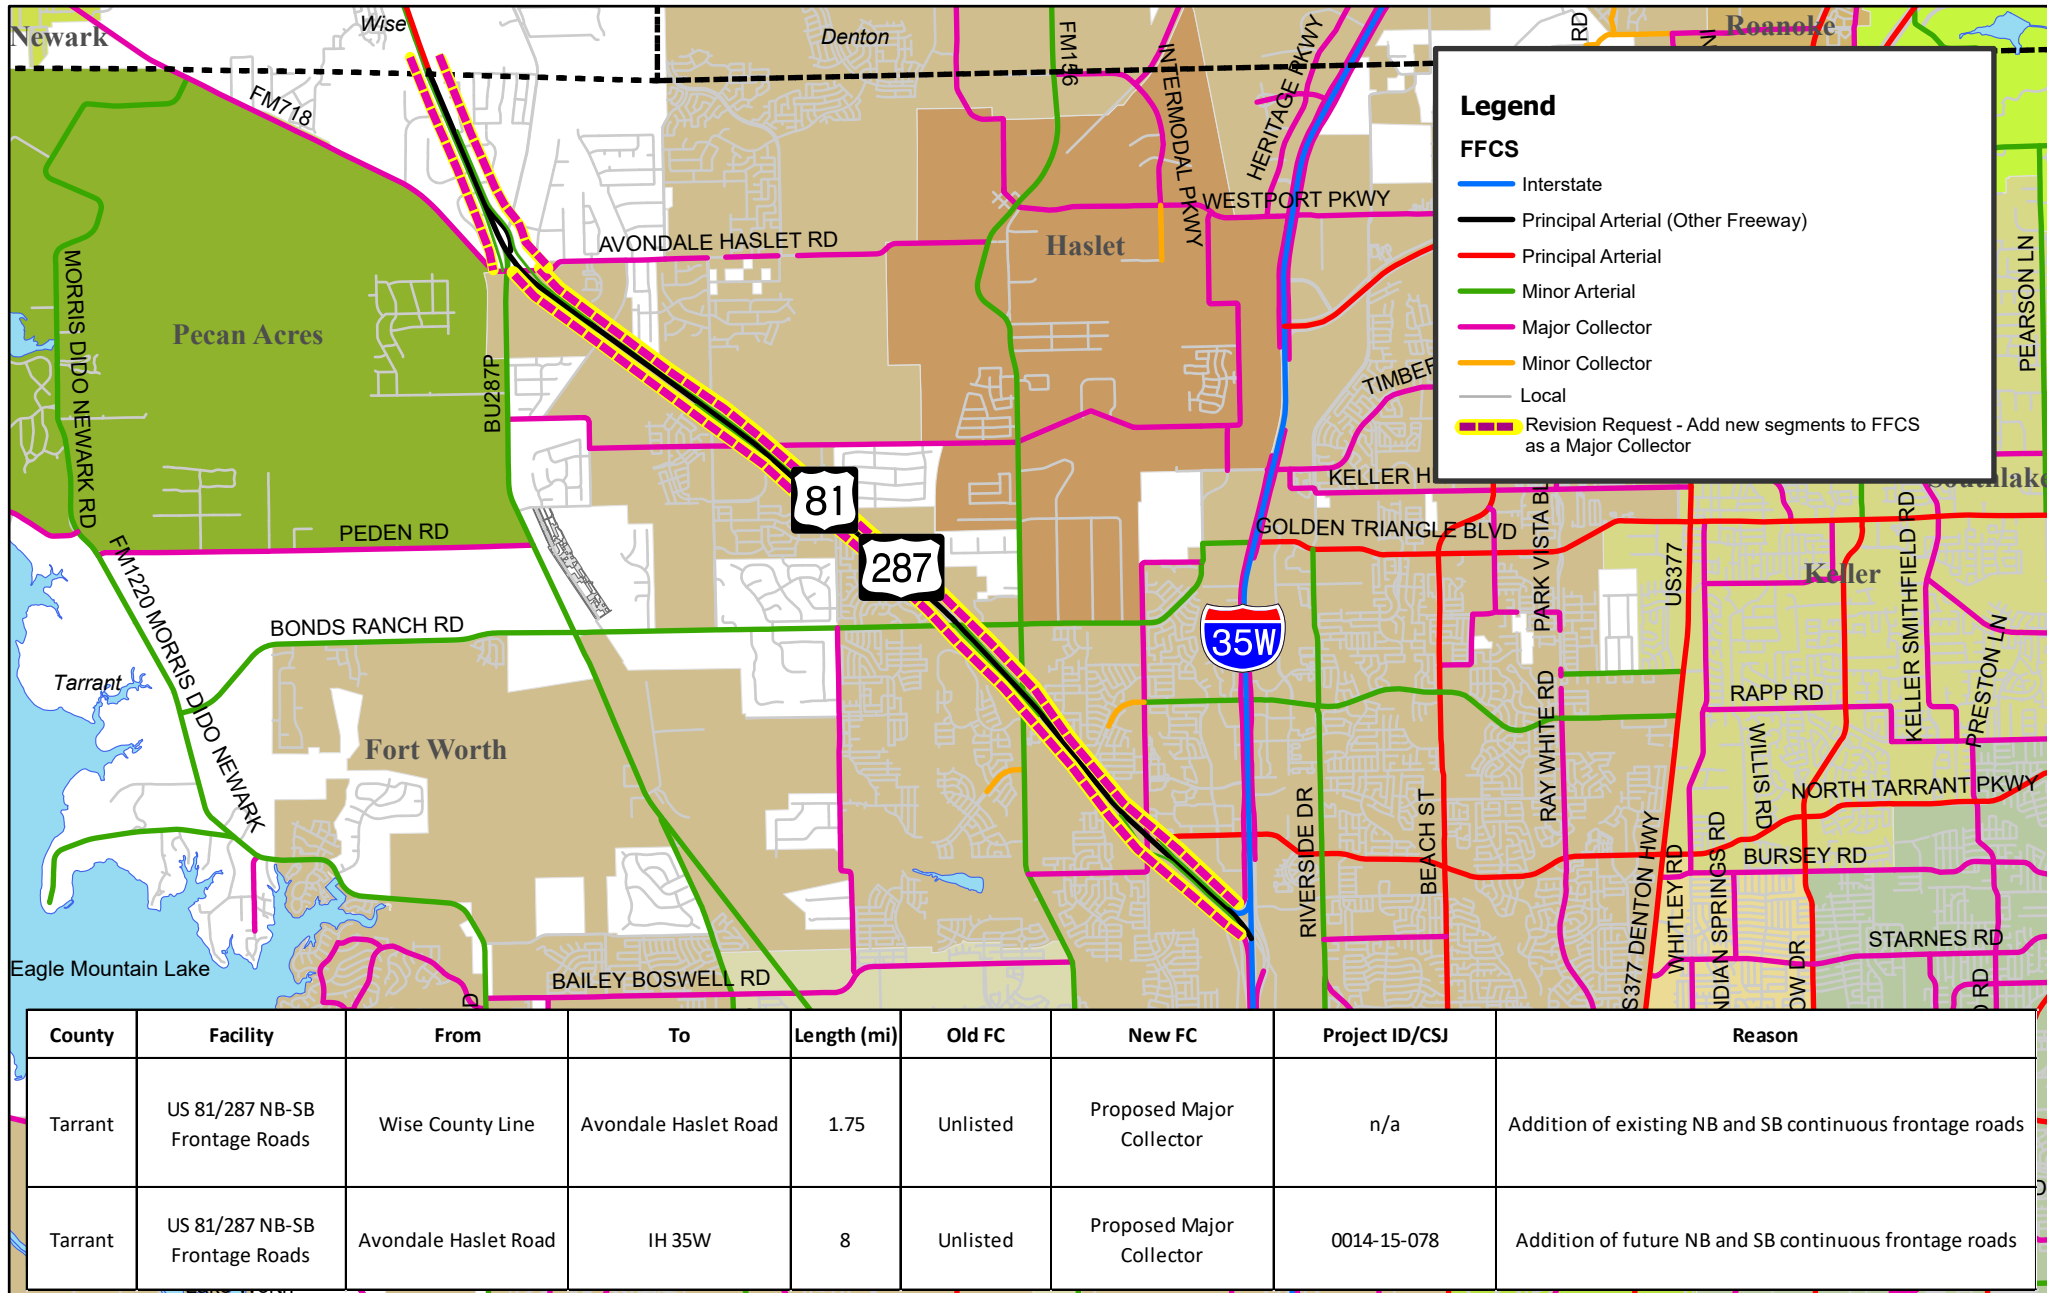 Newark
Wise
Denton
FM156
INTERMODAL PKWY
HERITAGE PKWY
RD
Roanoke
FM718
WESTPORT PKWY
AVONDALE HASLET RD
Haslet
MORRIS DIDO NEWARK RD
Pecan Acres
BU287P
TIMBER
PEARSON LN
Legend
FFCS
Interstate
Principal Arterial (Other Freeway)
Principal Arterial
Minor Arterial
Major Collector
Minor Collector
Local
Revision Request - Add new segments to FFCS
as a Major Collector
81
287
35W
KELLER H
GOLDEN TRIANGLE BLVD
PARK VISTA BL
US377
Southlake
Keller
KELLER SMITHFIELD RD
PEDEN RD
FM1220 MORRIS DIDO NEWARK
BONDS RANCH RD
Tarrant
Fort Worth
RAY WHITE RD
RAPP RD
WILLIS RD
PRESTON LN
NORTH TARRANT PKWY
RIVERSIDE DR
BEACH ST
S377 DENTON HWY
WHITLEY RD
NDIAN SPRINGS RD
BURSEY RD
OW DR
STARNES RD
RD
Eagle Mountain Lake
BAILEY BOSWELL RD
D
County Facility From To Length (mi) Old FC New FC Project ID/CSJ Reason
Tarrant US 81/287 NB-SB Frontage Roads Wise County Line Avondale Haslet Road 1.75 Unlisted Proposed Major Collector n/a Addition of existing NB and SB continuous frontage roads
Tarrant US 81/287 NB-SB Frontage Roads Avondale Haslet Road IH 35W 8 Unlisted Proposed Major Collector 0014-15-078 Addition of future NB and SB continuous frontage roads